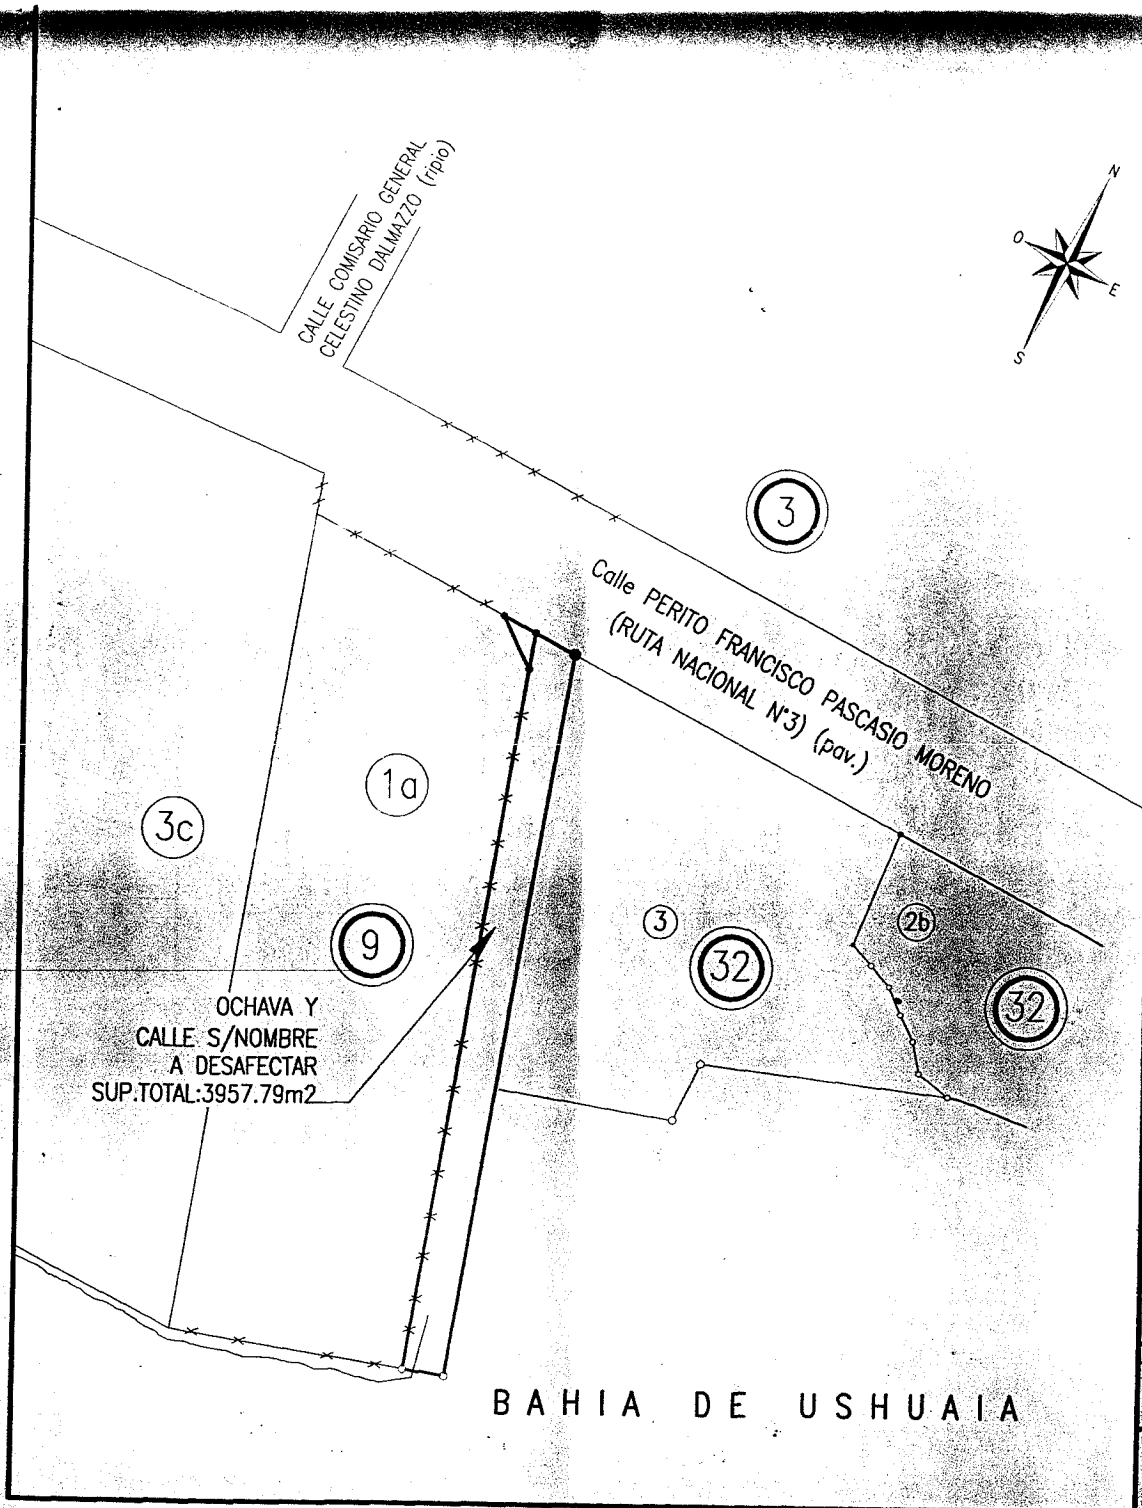 CALLE COMISARIO GENERAL
CELESTINO DALMAZZO (ripio)
N
O
E
S
3
Calle PERITO FRANCISCO PASCASIO MORENO
(RUTA NACIONAL N°3) (pav.)
1a
3c
9
3
32
2b
32
OCHAVA Y
CALLE S/NOMBRE
A DESAFECTAR
SUP.TOTAL:3957.79m2
BAHIA DE USHUAIA